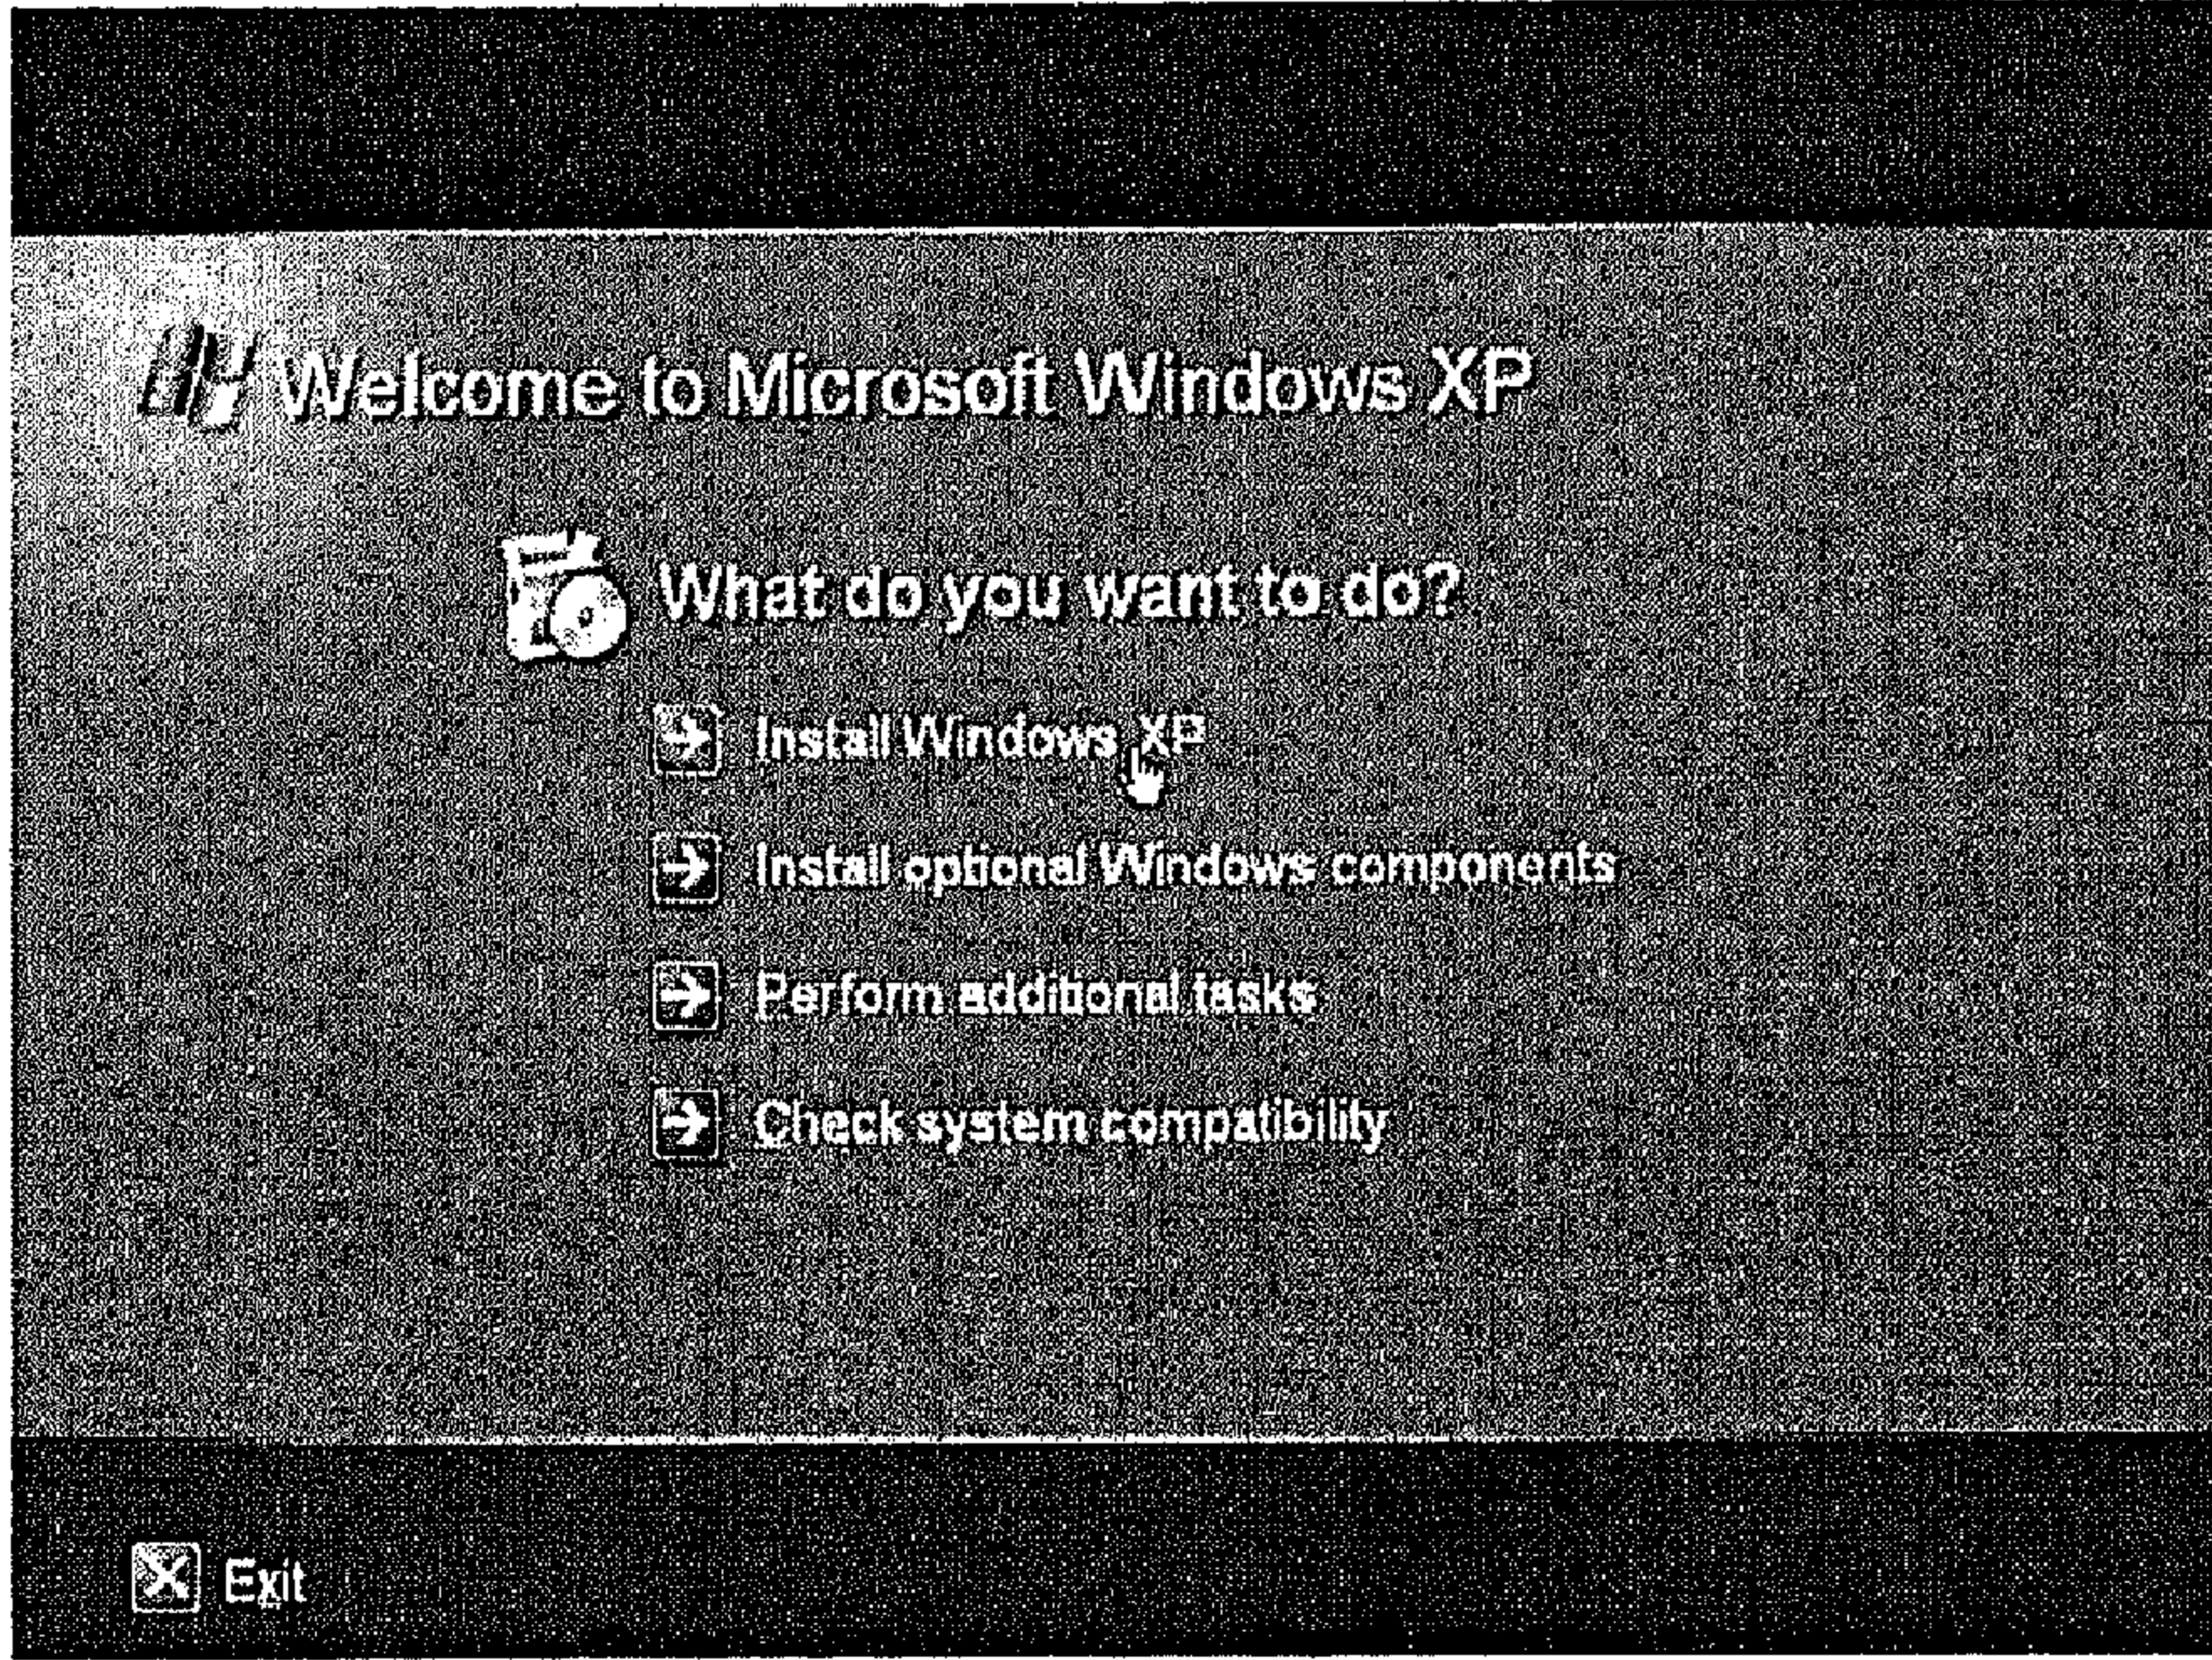 Welcome to Microsoft Windows XP
What do you want to do?
Install Windows XP
Install optional Windows components
Perform additional tasks
Check system compatibility
Exit